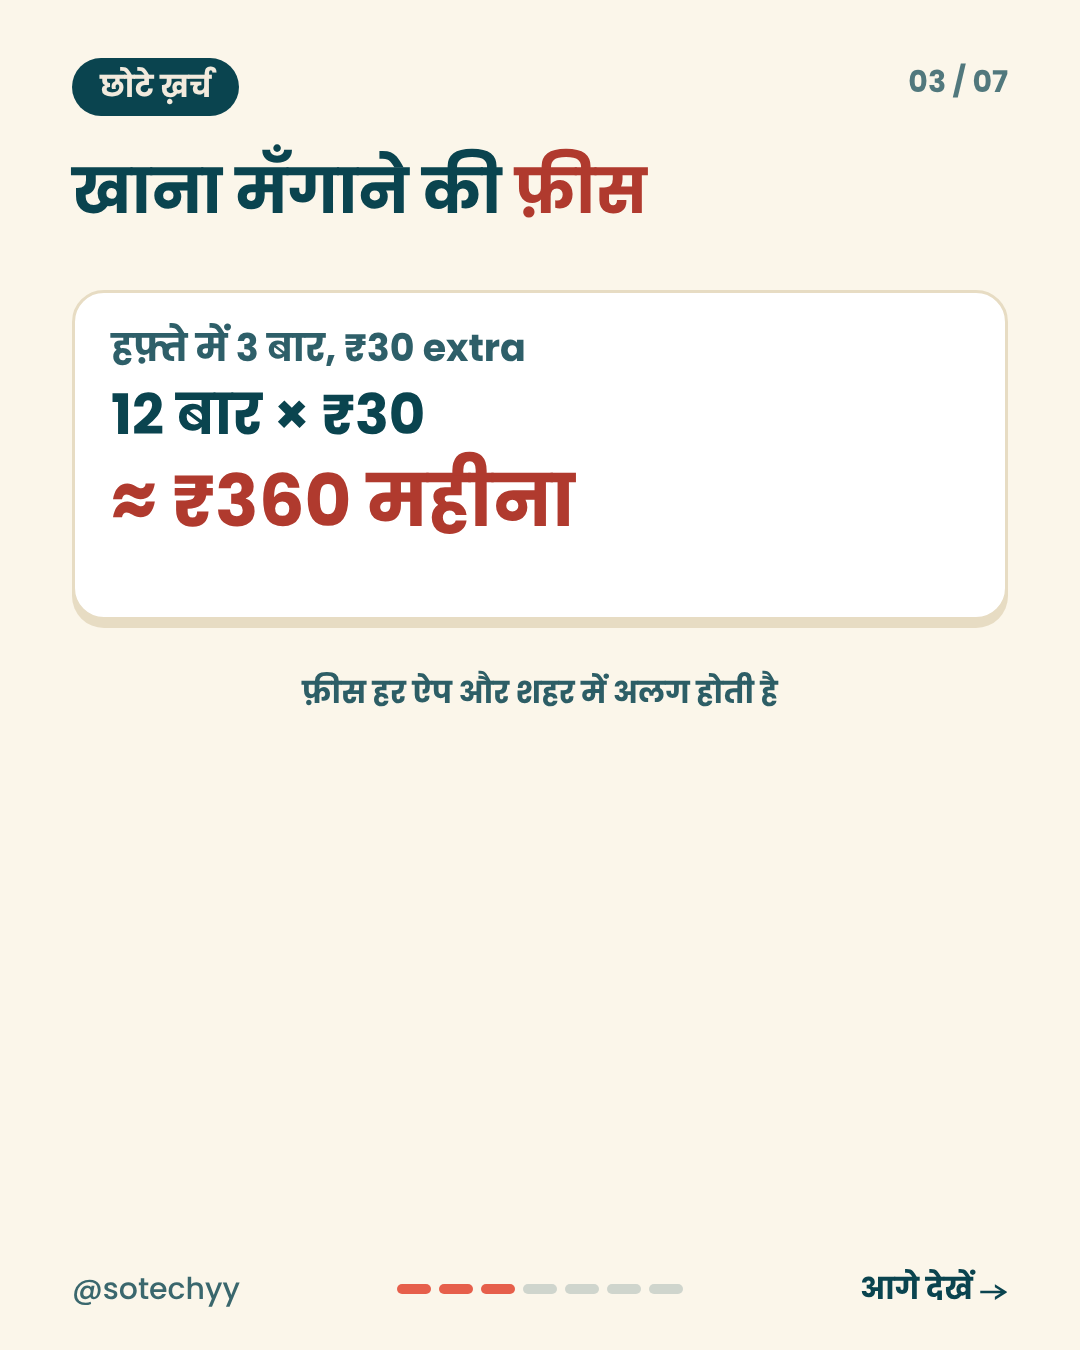 छोटे ख़र्च
03 / 07
खाना मँगाने की फ़ीस
हफ़्ते में 3 बार, ₹30 extra
12 बार × ₹30
≈ ₹360 महीना
फ़ीस हर ऐप और शहर में अलग होती है
@sotechyy
आगे देखें →